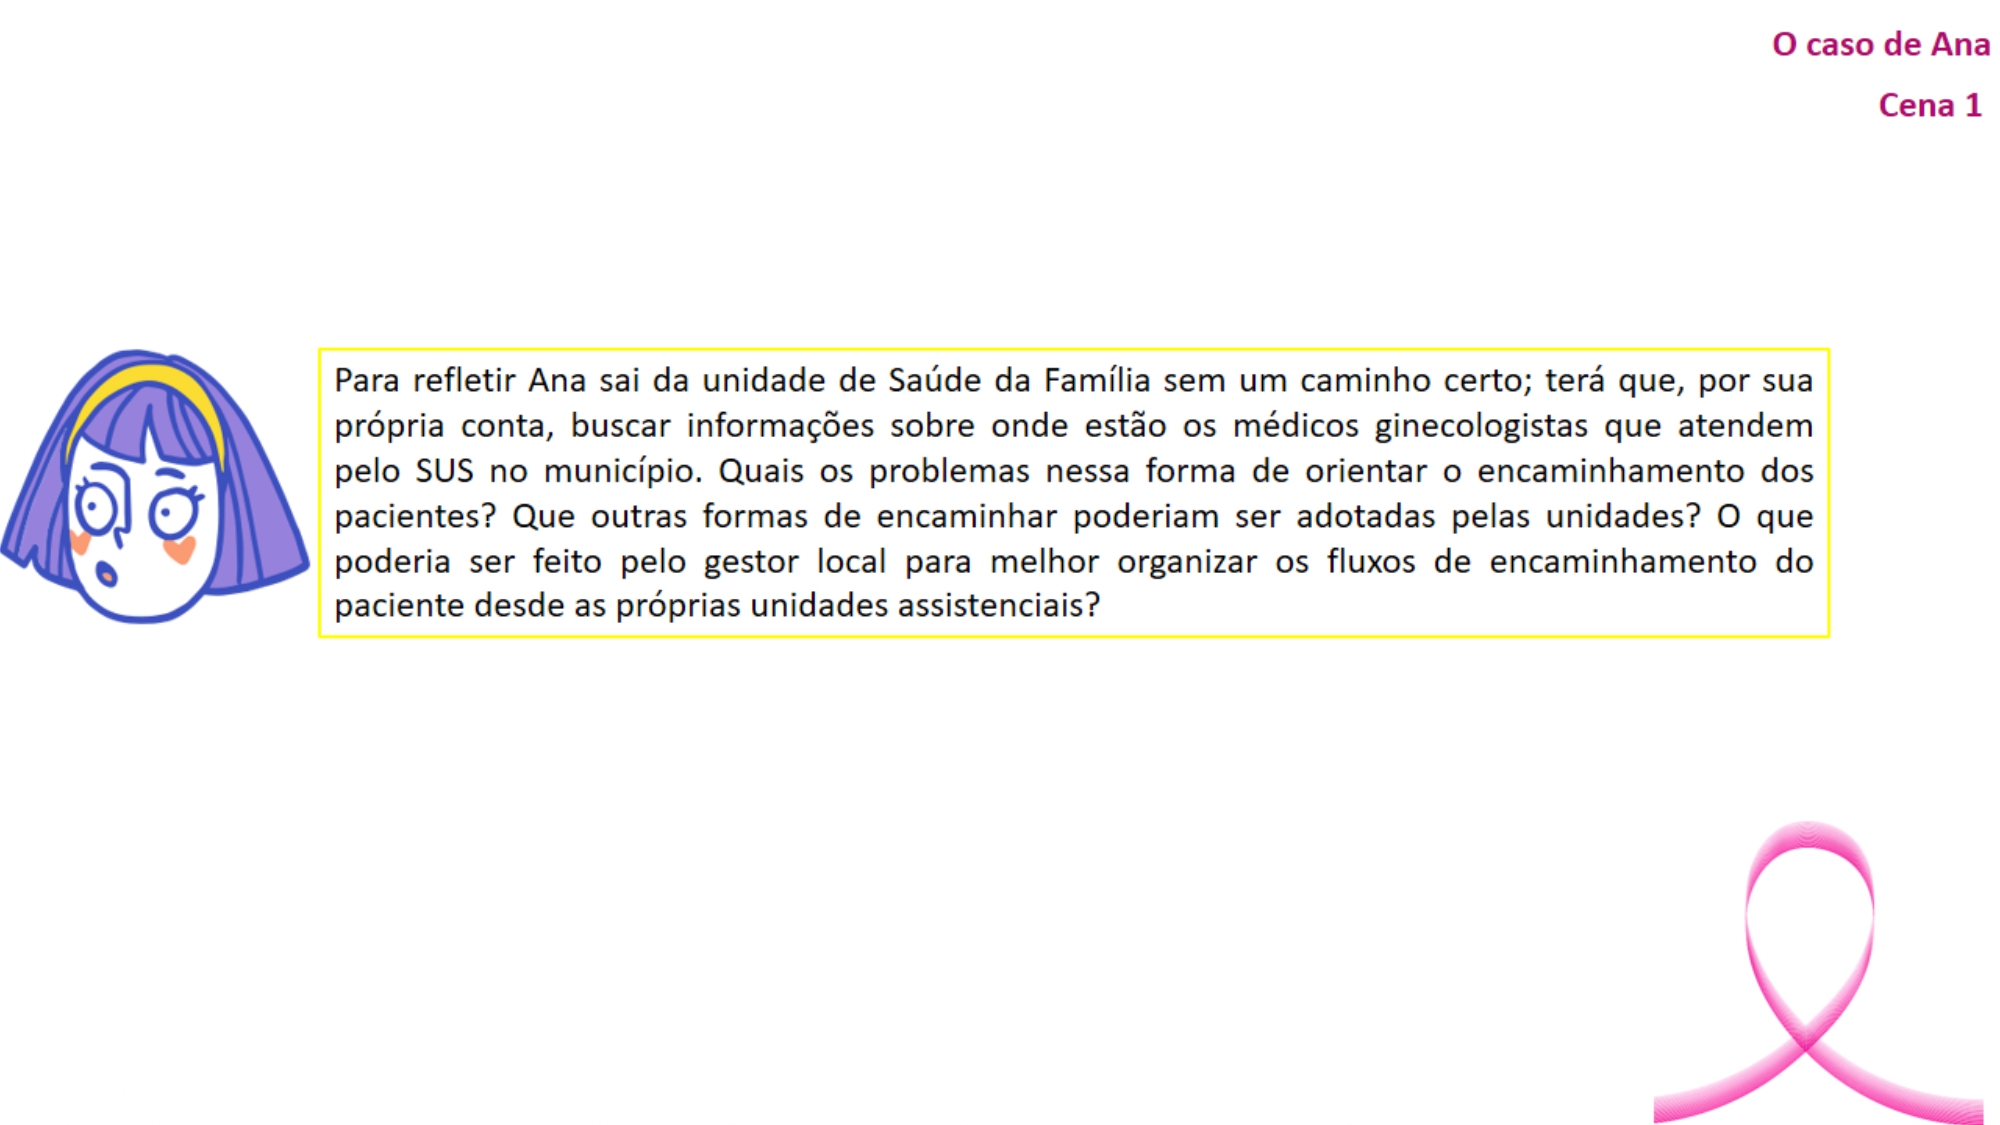 O caso de Ana
Cena 1
Para refletir Ana sai da unidade de Saúde da Família sem um caminho certo; terá que, por sua
própria conta, buscar informações sobre onde estão os médicos ginecologistas que atendem
pelo SUS no município. Quais os problemas nessa forma de orientar o encaminhamento dos
pacientes? Que outras formas de encaminhar poderiam ser adotadas pelas unidades? O que
poderia ser feito pelo gestor local para melhor organizar os fluxos de encaminhamento do
paciente desde as próprias unidades assistenciais?